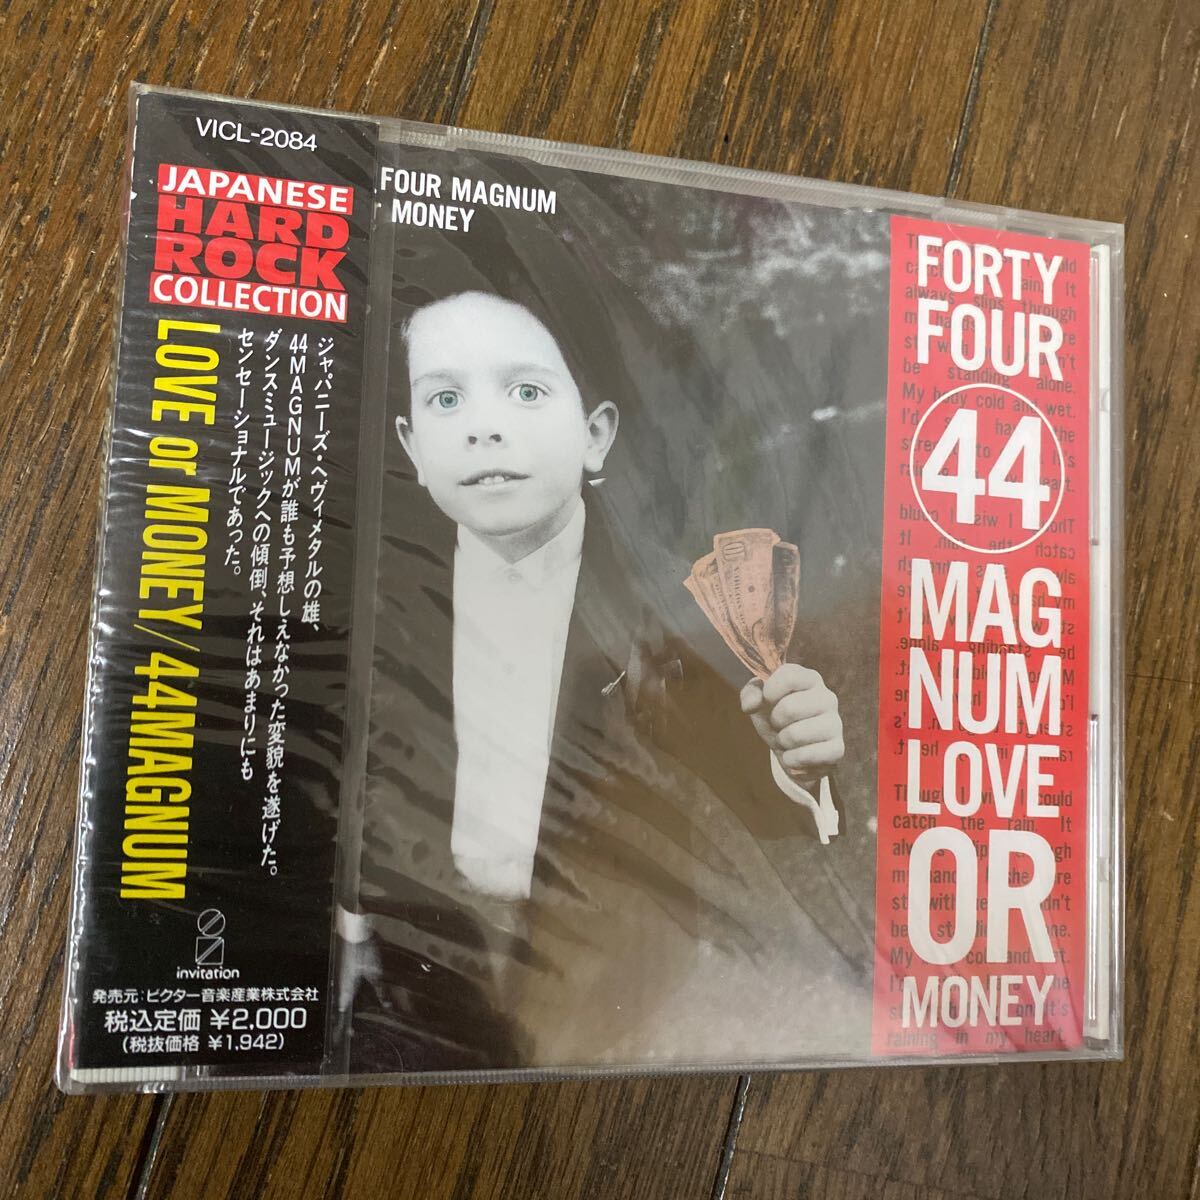 VICL-2084
JAPANESE
HARD
ROCK
COLLECTION
LOVE or MONEY/44MAGNUM
ジャパニーズ・ヘヴィメタルの雄、
44MAGNUMが誰も予想しえなかった変貌を遂げた。
ダンスミュージックへの傾倒、それはあまりにも
センセーショナルであった。
invitation
発売元:ビクター音楽産業株式会社
税込定価 ¥2,000
(税抜価格 ¥1,942)
FOUR MAGNUM
MONEY
FORTY
FOUR
44
MAG
NUM
LOVE
OR
MONEY